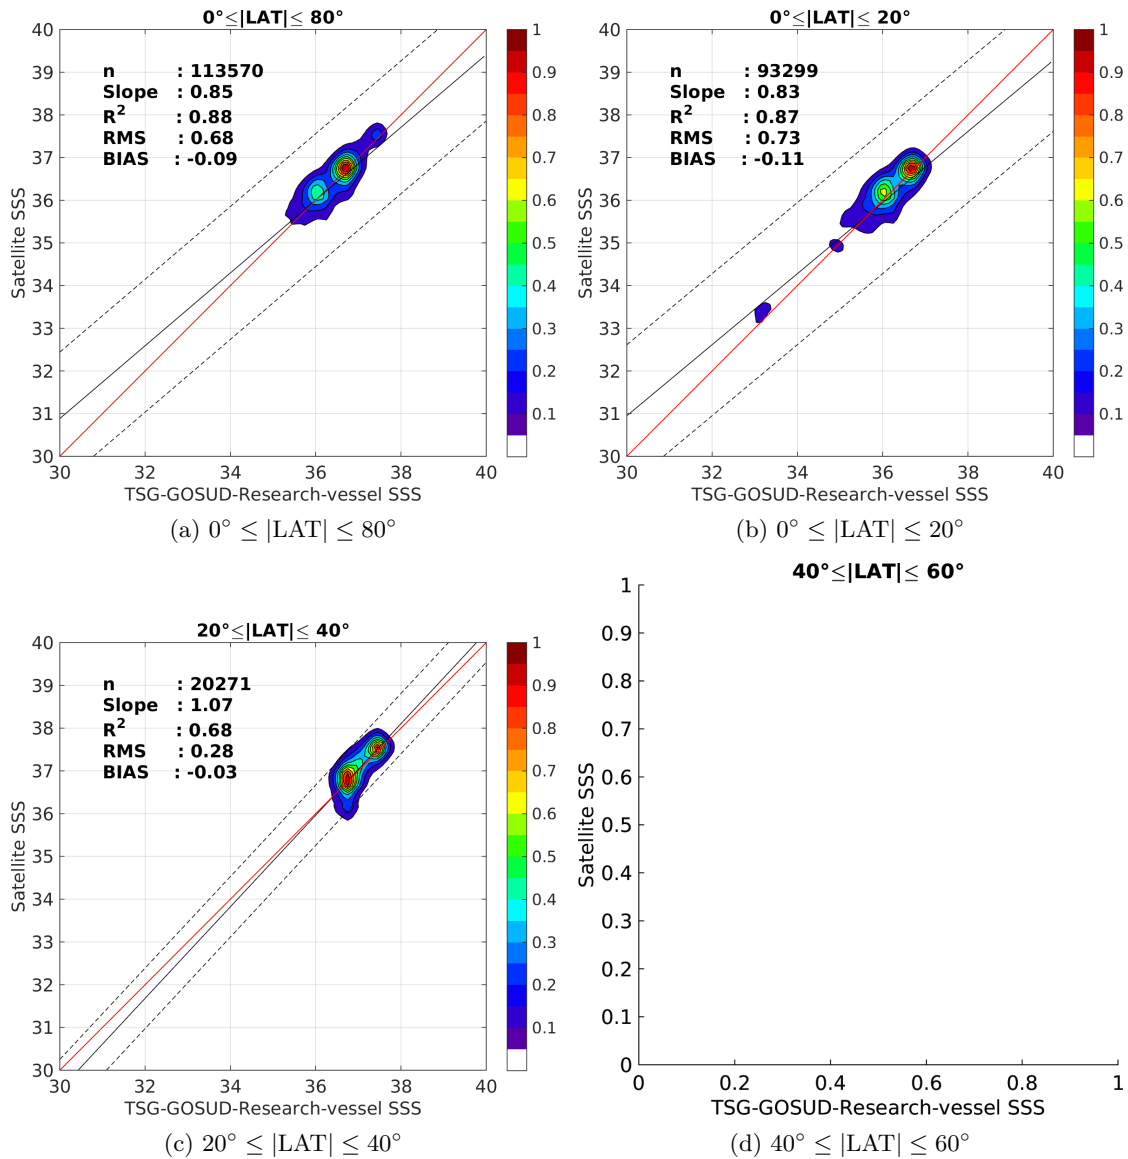 0°≤|LAT|≤ 80°
n : 113570
Slope : 0.85
R2 : 0.88
RMS : 0.68
BIAS : -0.09
40
39
38
37
36
35
34
33
32
31
30
30 32 34 36 38 40
Satellite SSS
TSG-GOSUD-Research-vessel SSS
1
0.9
0.8
0.7
0.6
0.5
0.4
0.3
0.2
0.1
(a) 0° ≤ |LAT| ≤ 80°
0°≤|LAT|≤ 20°
n : 93299
Slope : 0.83
R2 : 0.87
RMS : 0.73
BIAS : -0.11
40
39
38
37
36
35
34
33
32
31
30
30 32 34 36 38 40
Satellite SSS
TSG-GOSUD-Research-vessel SSS
1
0.9
0.8
0.7
0.6
0.5
0.4
0.3
0.2
0.1
(b) 0° ≤ |LAT| ≤ 20°
20°≤|LAT|≤ 40°
n : 20271
Slope : 1.07
R2 : 0.68
RMS : 0.28
BIAS : -0.03
40
39
38
37
36
35
34
33
32
31
30
30 32 34 36 38 40
Satellite SSS
TSG-GOSUD-Research-vessel SSS
1
0.9
0.8
0.7
0.6
0.5
0.4
0.3
0.2
0.1
(c) 20° ≤ |LAT| ≤ 40°
40°≤|LAT|≤ 60°
1
0.9
0.8
0.7
0.6
0.5
0.4
0.3
0.2
0.1
0
0 0.2 0.4 0.6 0.8 1
Satellite SSS
TSG-GOSUD-Research-vessel SSS
(d) 40° ≤ |LAT| ≤ 60°